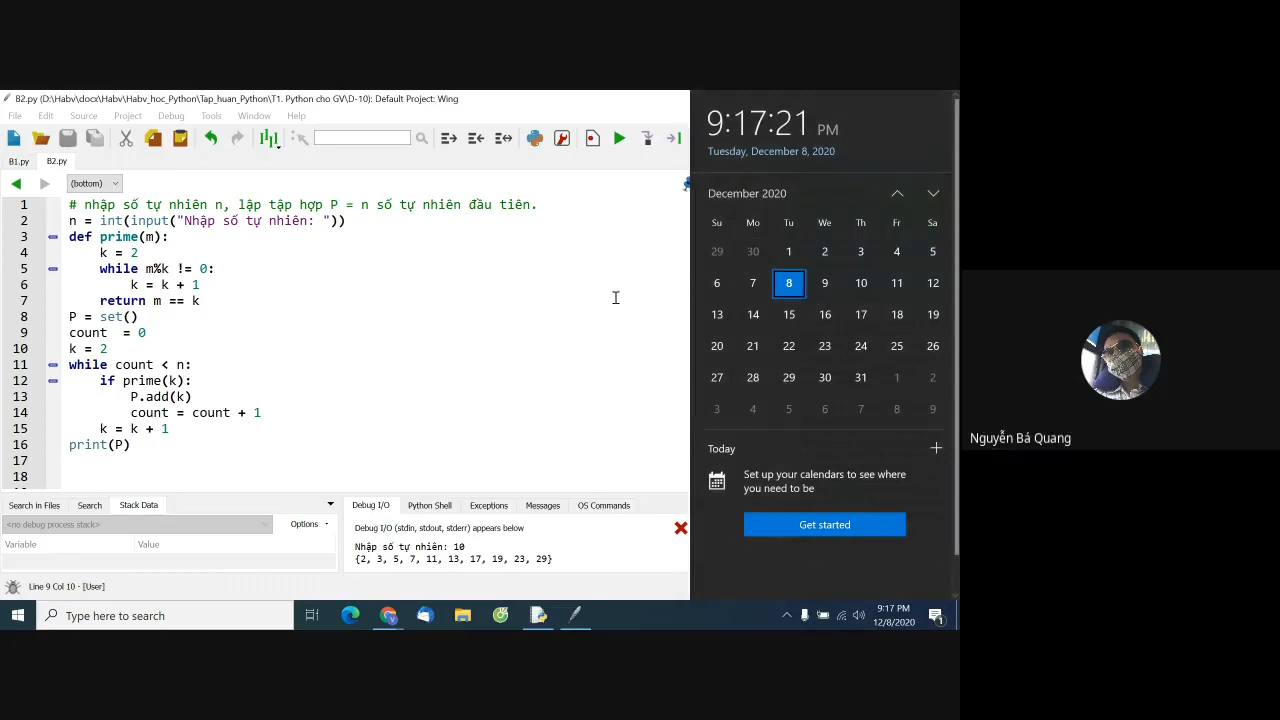 B2.py (D:\Habv\docx\Habv\Habv_hoc_Python\Tap_huan_Python\T1. Python cho GV\D-10): Default Project: Wing
File Edit Source Project Debug Tools Window Help
B1.py B2.py
(bottom)
1 # nhập số tự nhiên n, lập tập hợp P = n số tự nhiên đầu tiên.
2 n = int(input("Nhập số tự nhiên: "))
3 def prime(m):
4 k = 2
5 while m%k != 0:
6 k = k + 1
7 return m == k
8 P = set()
9 count  = 0
10 k = 2
11 while count < n:
12 if prime(k):
13 P.add(k)
14 count = count + 1
15 k = k + 1
16 print(P)
17
18
Search in Files Search Stack Data
<no debug process stack> Options
Variable Value
Debug I/O Python Shell Exceptions Messages OS Commands
Debug I/O (stdin, stdout, stderr) appears below
Nhập số tự nhiên: 10
{2, 3, 5, 7, 11, 13, 17, 19, 23, 29}
Line 9 Col 10 - [User]
9:17:21 PM
Tuesday, December 8, 2020
December 2020
Su Mo Tu We Th Fr Sa
29 30 1 2 3 4 5
6 7 8 9 10 11 12
13 14 15 16 17 18 19
20 21 22 23 24 25 26
27 28 29 30 31 1 2
3 4 5 6 7 8 9
Today
Set up your calendars to see where
you need to be
Get started
Type here to search
9:17 PM
12/8/2020
1
Nguyễn Bá Quang